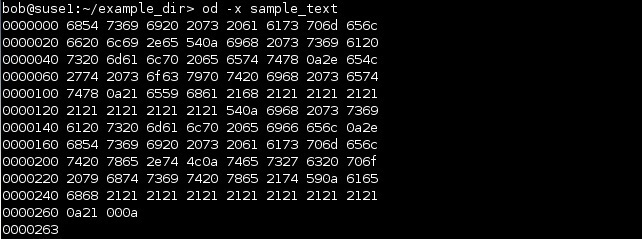 bob@suse1:~/example_dir> od -x sample_text
0000000 6854 7369 6920 2073 2061 6173 706d 656c
0000020 6620 6c69 2e65 540a 6968 2073 7369 6120
0000040 7320 6d61 6c70 2065 6574 7478 0a2e 654c
0000060 2774 2073 6f63 7970 7420 6968 2073 6574
0000100 7478 0a21 6559 6861 2168 2121 2121 2121
0000120 2121 2121 2121 2121 540a 6968 2073 7369
0000140 6120 7320 6d61 6c70 2065 6966 656c 0a2e
0000160 6854 7369 6920 2073 2061 6173 706d 656c
0000200 7420 7865 2e74 4c0a 7465 7327 6320 706f
0000220 2079 6874 7369 7420 7865 2174 590a 6165
0000240 6868 2121 2121 2121 2121 2121 2121 2121
0000260 0a21 000a
0000263